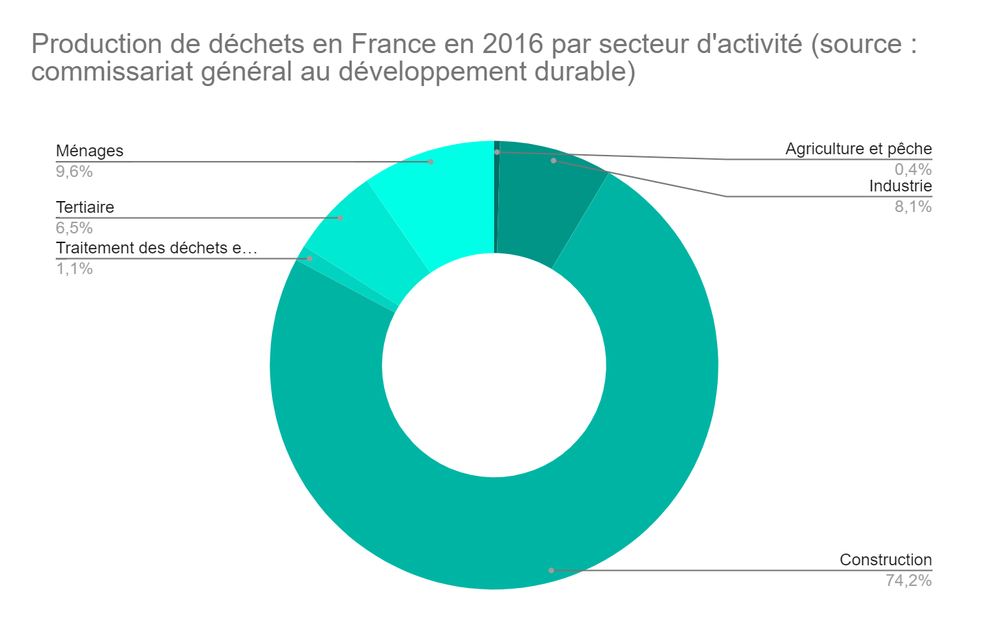 Production de déchets en France en 2016 par secteur d'activité (source :
commissariat général au développement durable)
Ménages
9,6%
Tertiaire
6,5%
Traitement des déchets e…
1,1%
Agriculture et pêche
0,4%
Industrie
8,1%
Construction
74,2%